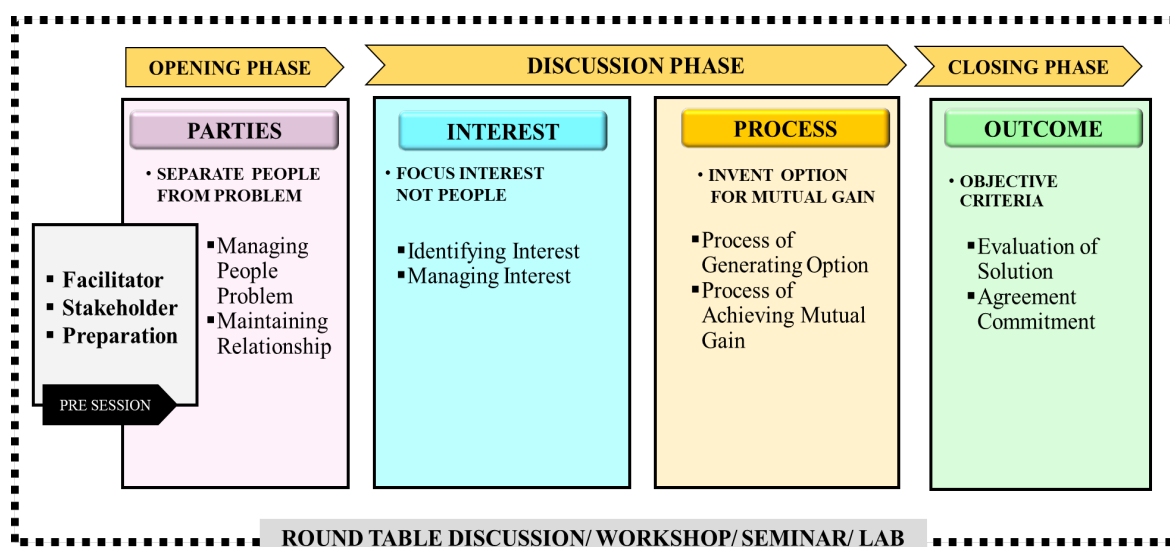 OPENING PHASE
DISCUSSION PHASE
CLOSING PHASE
PARTIES
• SEPARATE PEOPLE
FROM PROBLEM
▪Managing
People
Problem
▪Maintaining
Relationship
▪ Facilitator
▪ Stakeholder
▪ Preparation
PRE SESSION
INTEREST
• FOCUS INTEREST
NOT PEOPLE
▪Identifying Interest
▪Managing Interest
PROCESS
• INVENT OPTION
FOR MUTUAL GAIN
▪Process of
Generating Option
▪Process of
Achieving Mutual
Gain
OUTCOME
• OBJECTIVE
CRITERIA
▪Evaluation of
Solution
▪Agreement
Commitment
ROUND TABLE DISCUSSION/ WORKSHOP/ SEMINAR/ LAB